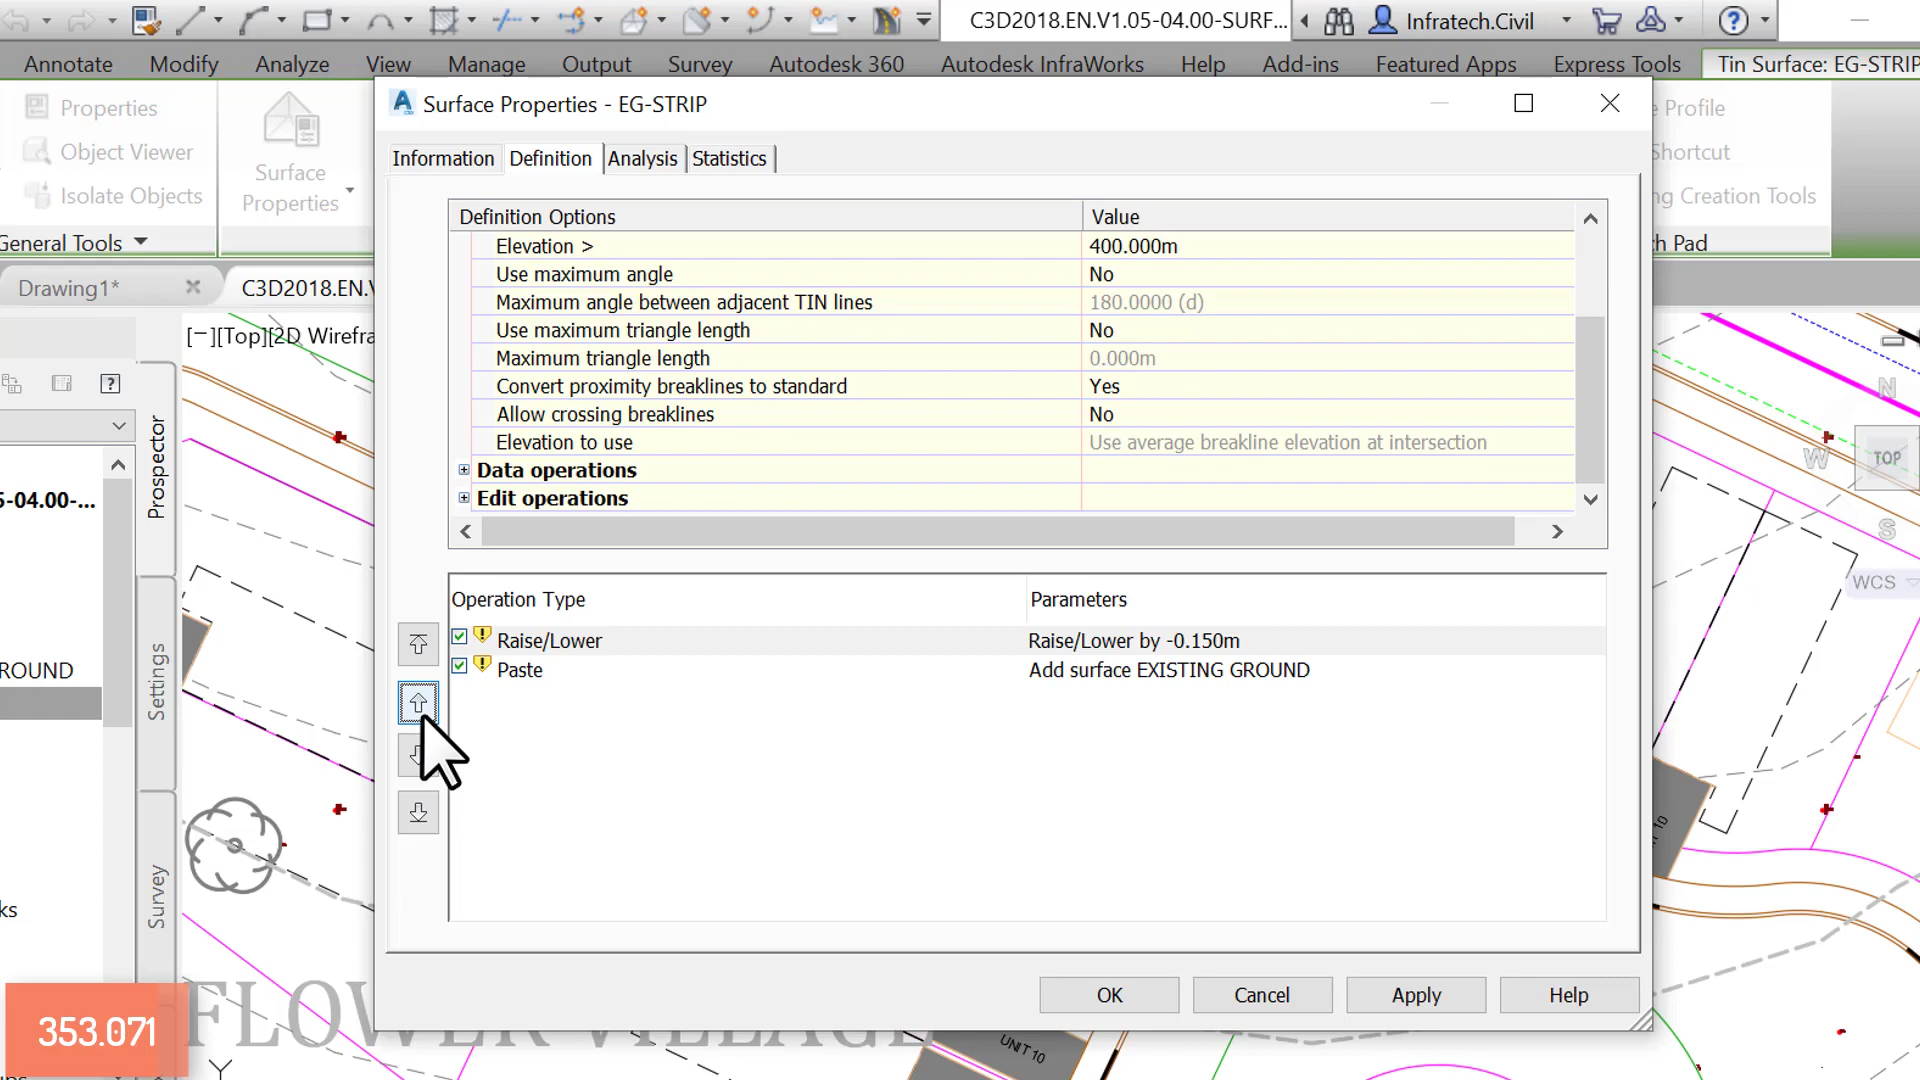 C3D2018.EN.V1.05-04.00-SURF...
Infratech.Civil
Annotate
Modify
Analyze
View
Manage
Output
Survey
Autodesk 360
Autodesk InfraWorks
Help
Add-ins
Featured Apps
Express Tools
Tin Surface: EG-STRIP
Properties
Object Viewer
Isolate Objects
Surface
Properties
General Tools
Profile
Shortcut
Creation Tools
Pad
Drawing1*
C3D2018.EN.V
[−][Top][2D Wirefra
Surface Properties - EG-STRIP
Information
Definition
Analysis
Statistics
Definition Options
Value
Elevation >
400.000m
Use maximum angle
No
Maximum angle between adjacent TIN lines
180.0000 (d)
Use maximum triangle length
No
Maximum triangle length
0.000m
Convert proximity breaklines to standard
Yes
Allow crossing breaklines
No
Elevation to use
Use average breakline elevation at intersection
Data operations
Edit operations
Operation Type
Parameters
Raise/Lower
Raise/Lower by -0.150m
Paste
Add surface EXISTING GROUND
OK
Cancel
Apply
Help
Prospector
Settings
Survey
5-04.00-...
ROUND
ks
N
W
TOP
S
WCS
10
353.071
FLOWER VILLAGE
UNIT 10
Y